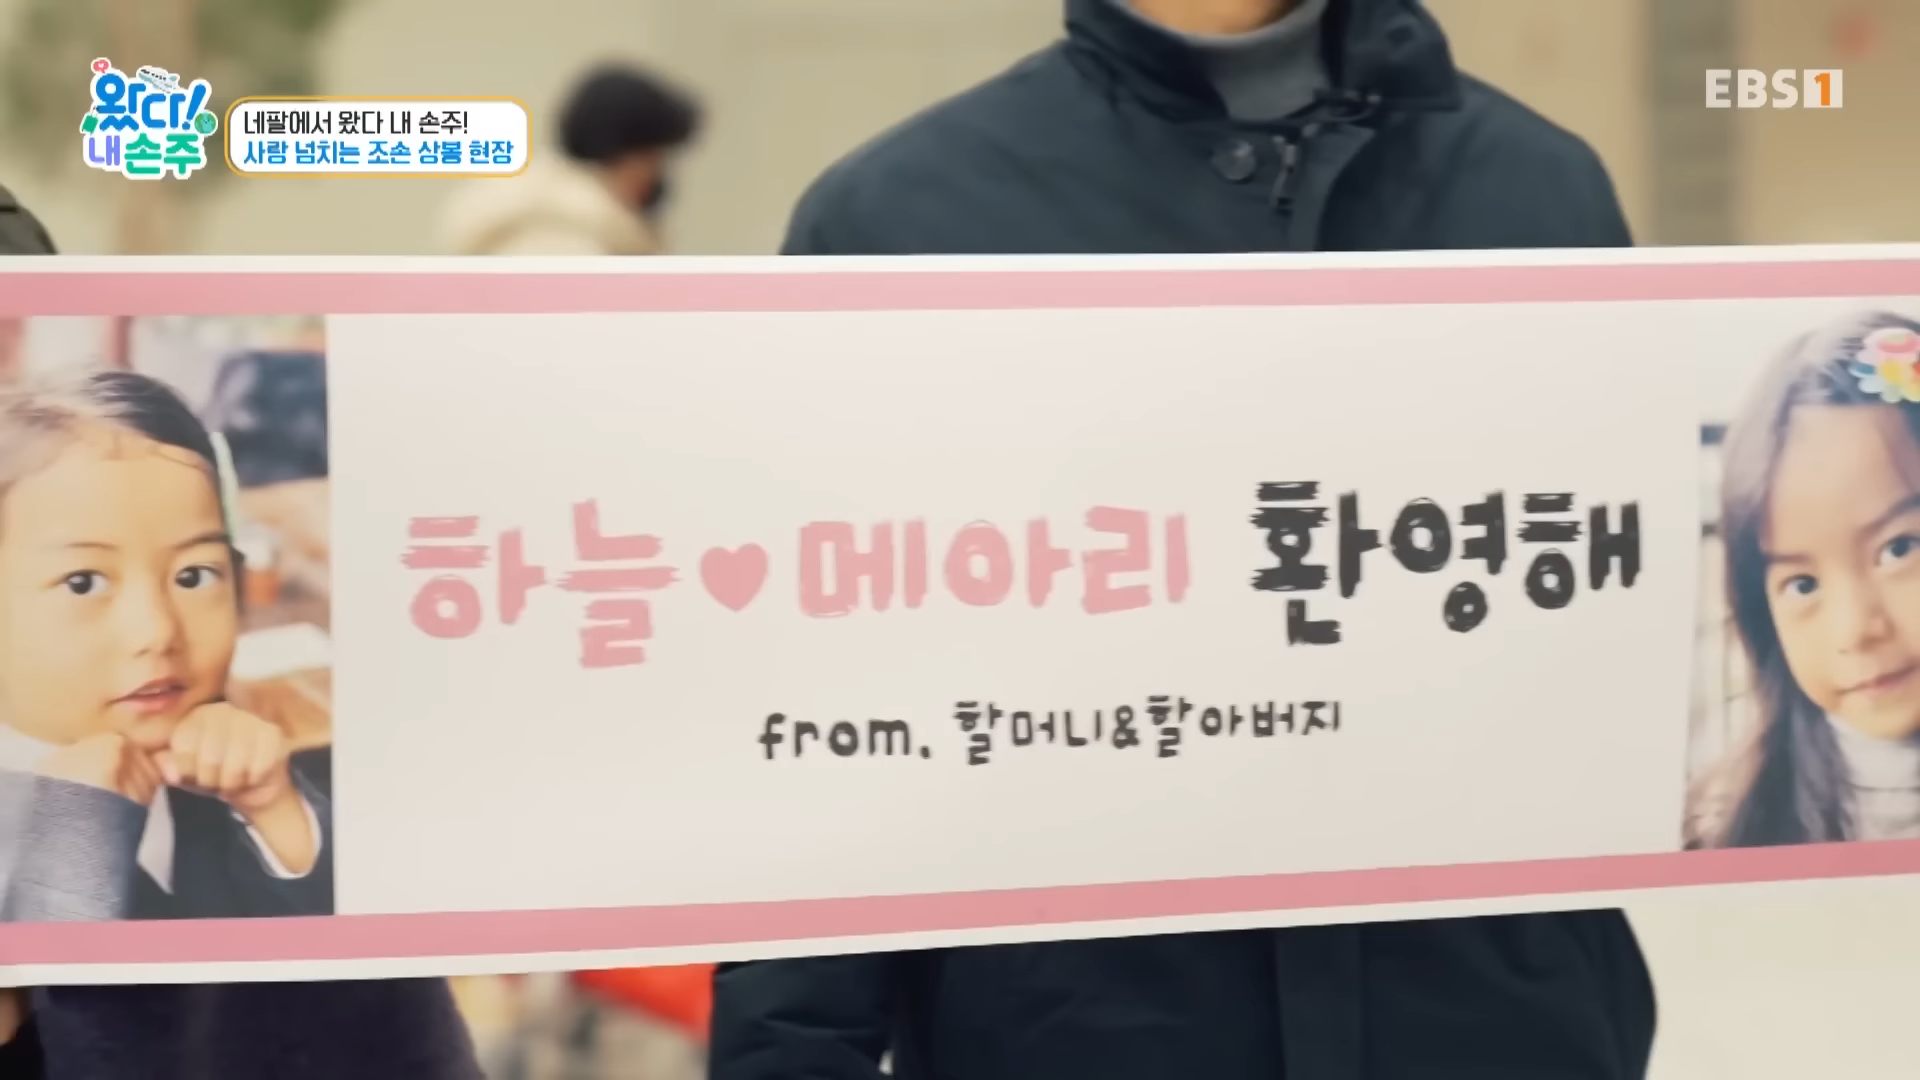 왔다!
내손주
네팔에서 왔다 내 손주!
사랑 넘치는 조손 상봉 현장
EBS1
하늘♥메아리 환영해
from. 할머니&할아버지